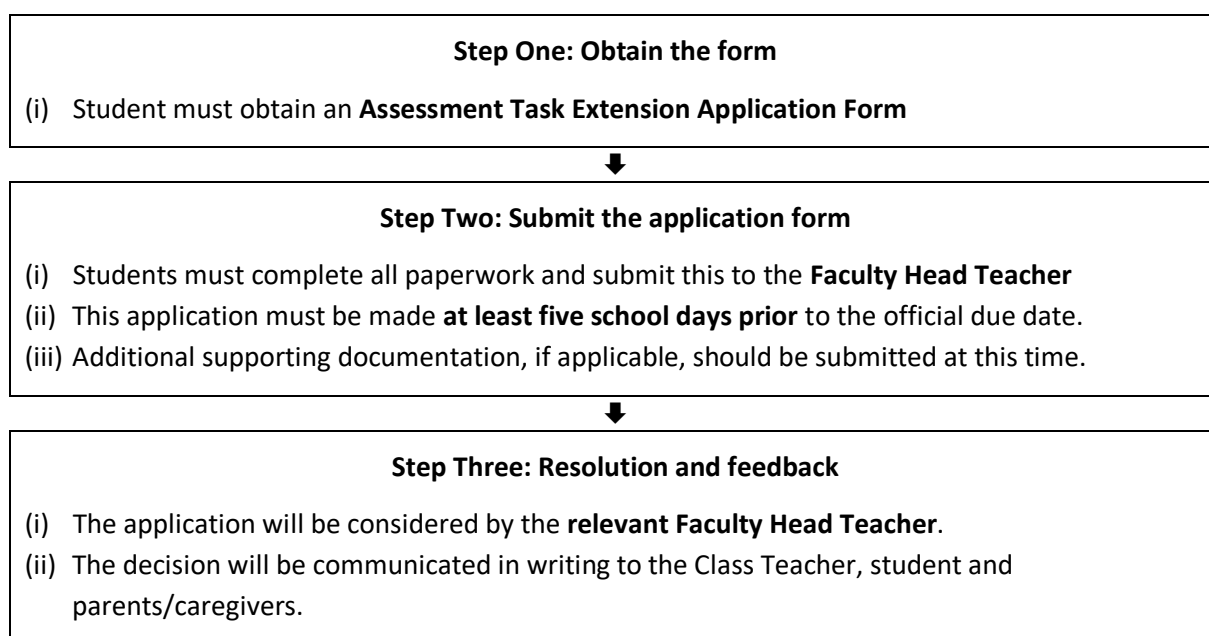 Step One: Obtain the form
(i) Student must obtain an Assessment Task Extension Application Form
Step Two: Submit the application form
(i) Students must complete all paperwork and submit this to the Faculty Head Teacher
(ii) This application must be made at least five school days prior to the official due date.
(iii) Additional supporting documentation, if applicable, should be submitted at this time.
Step Three: Resolution and feedback
(i) The application will be considered by the relevant Faculty Head Teacher.
(ii) The decision will be communicated in writing to the Class Teacher, student and
parents/caregivers.